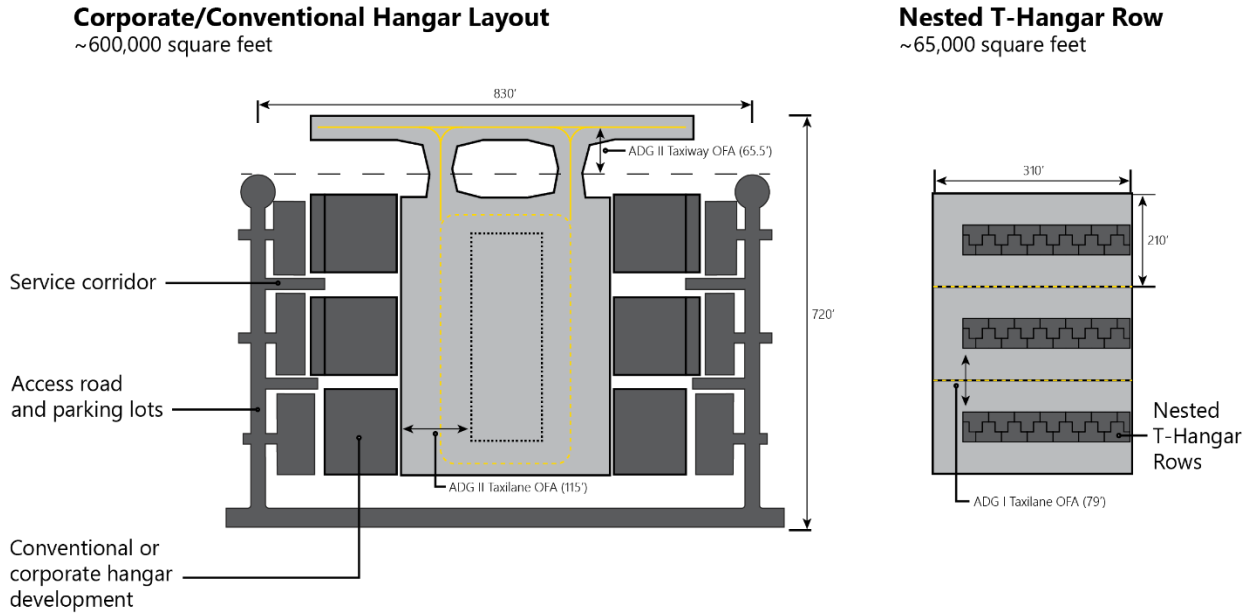 Corporate/Conventional Hangar Layout
~600,000 square feet
830'
ADG II Taxiway OFA (65.5')
Service corridor
720'
Access road
and parking lots
ADG II Taxilane OFA (115')
Conventional or
corporate hangar
development
Nested T-Hangar Row
~65,000 square feet
310'
210'
Nested
T-Hangar
Rows
ADG I Taxilane OFA (79')